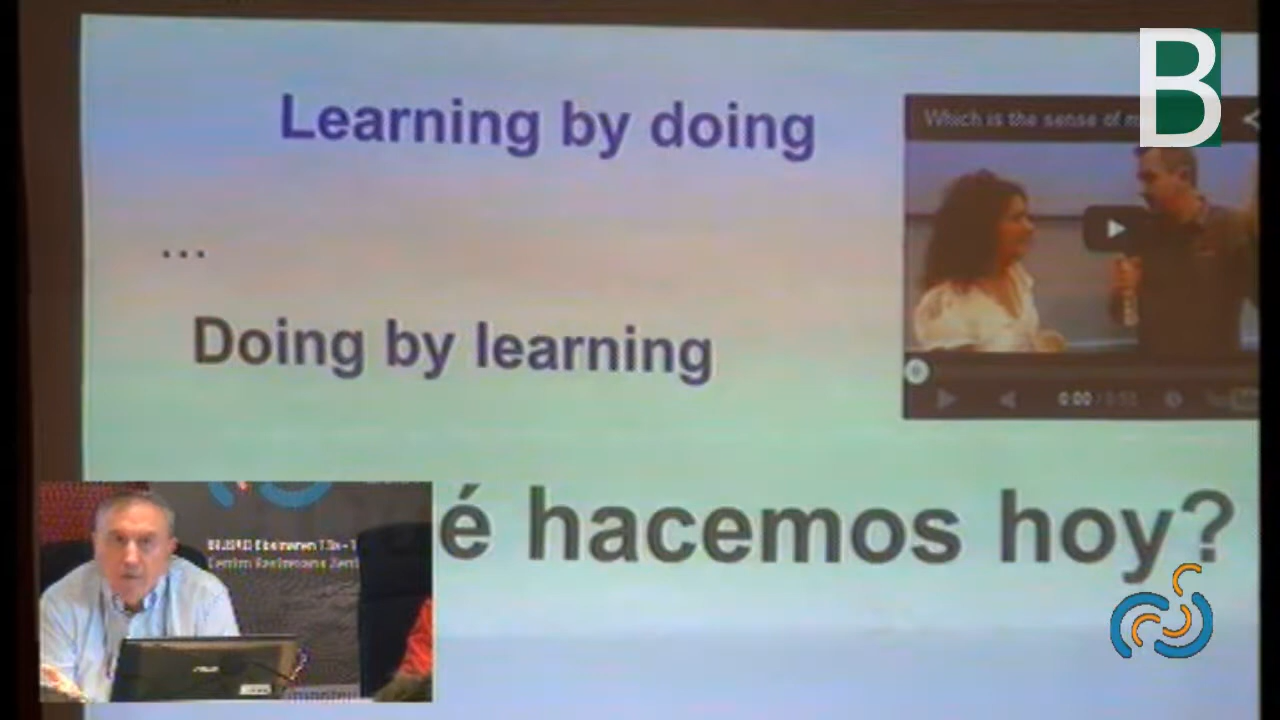 Learning by doing
...
Doing by learning
é hacemos hoy?
Which is the sense of
0:00
B